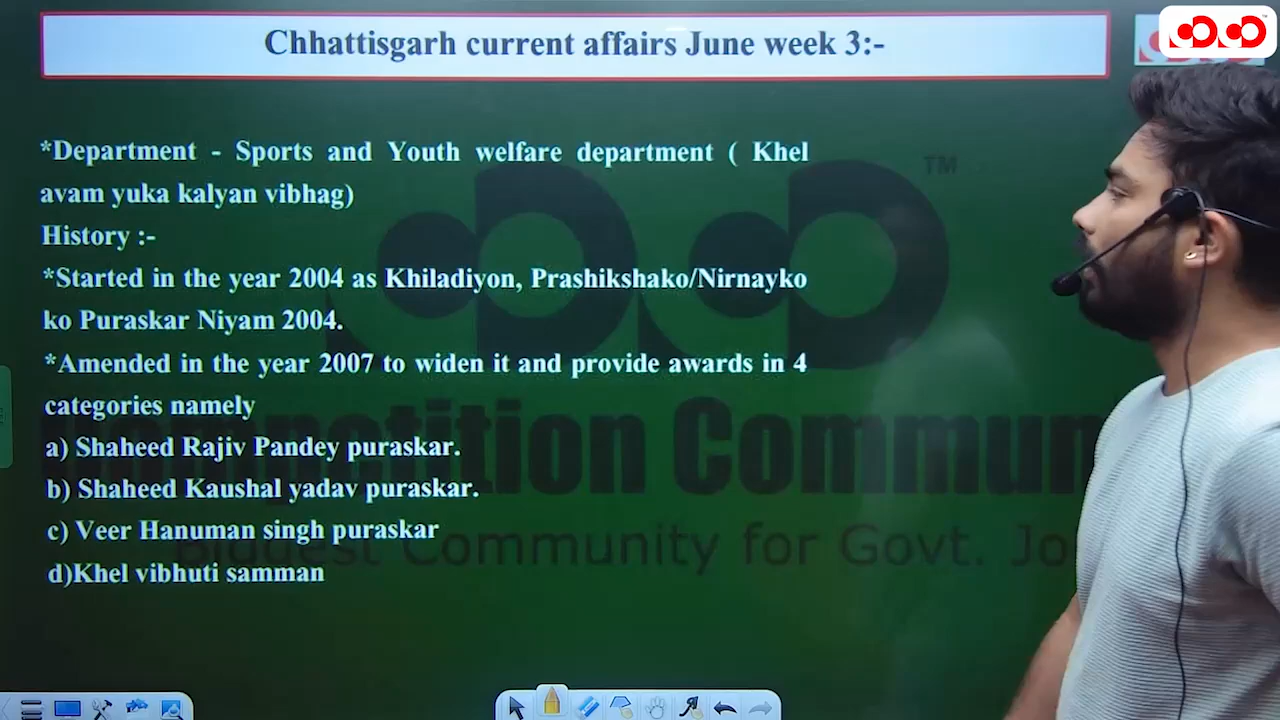 Chhattisgarh current affairs June week 3:-
*Department - Sports and Youth welfare department ( Khel
avam yuka kalyan vibhag)
History :-
*Started in the year 2004 as Khiladiyon, Prashikshako/Nirnayko
ko Puraskar Niyam 2004.
*Amended in the year 2007 to widen it and provide awards in 4
categories namely
a) Shaheed Rajiv Pandey puraskar.
b) Shaheed Kaushal yadav puraskar.
c) Veer Hanuman singh puraskar
d)Khel vibhuti samman
TM
Competition Commun
Biggest Community for Govt. Jo